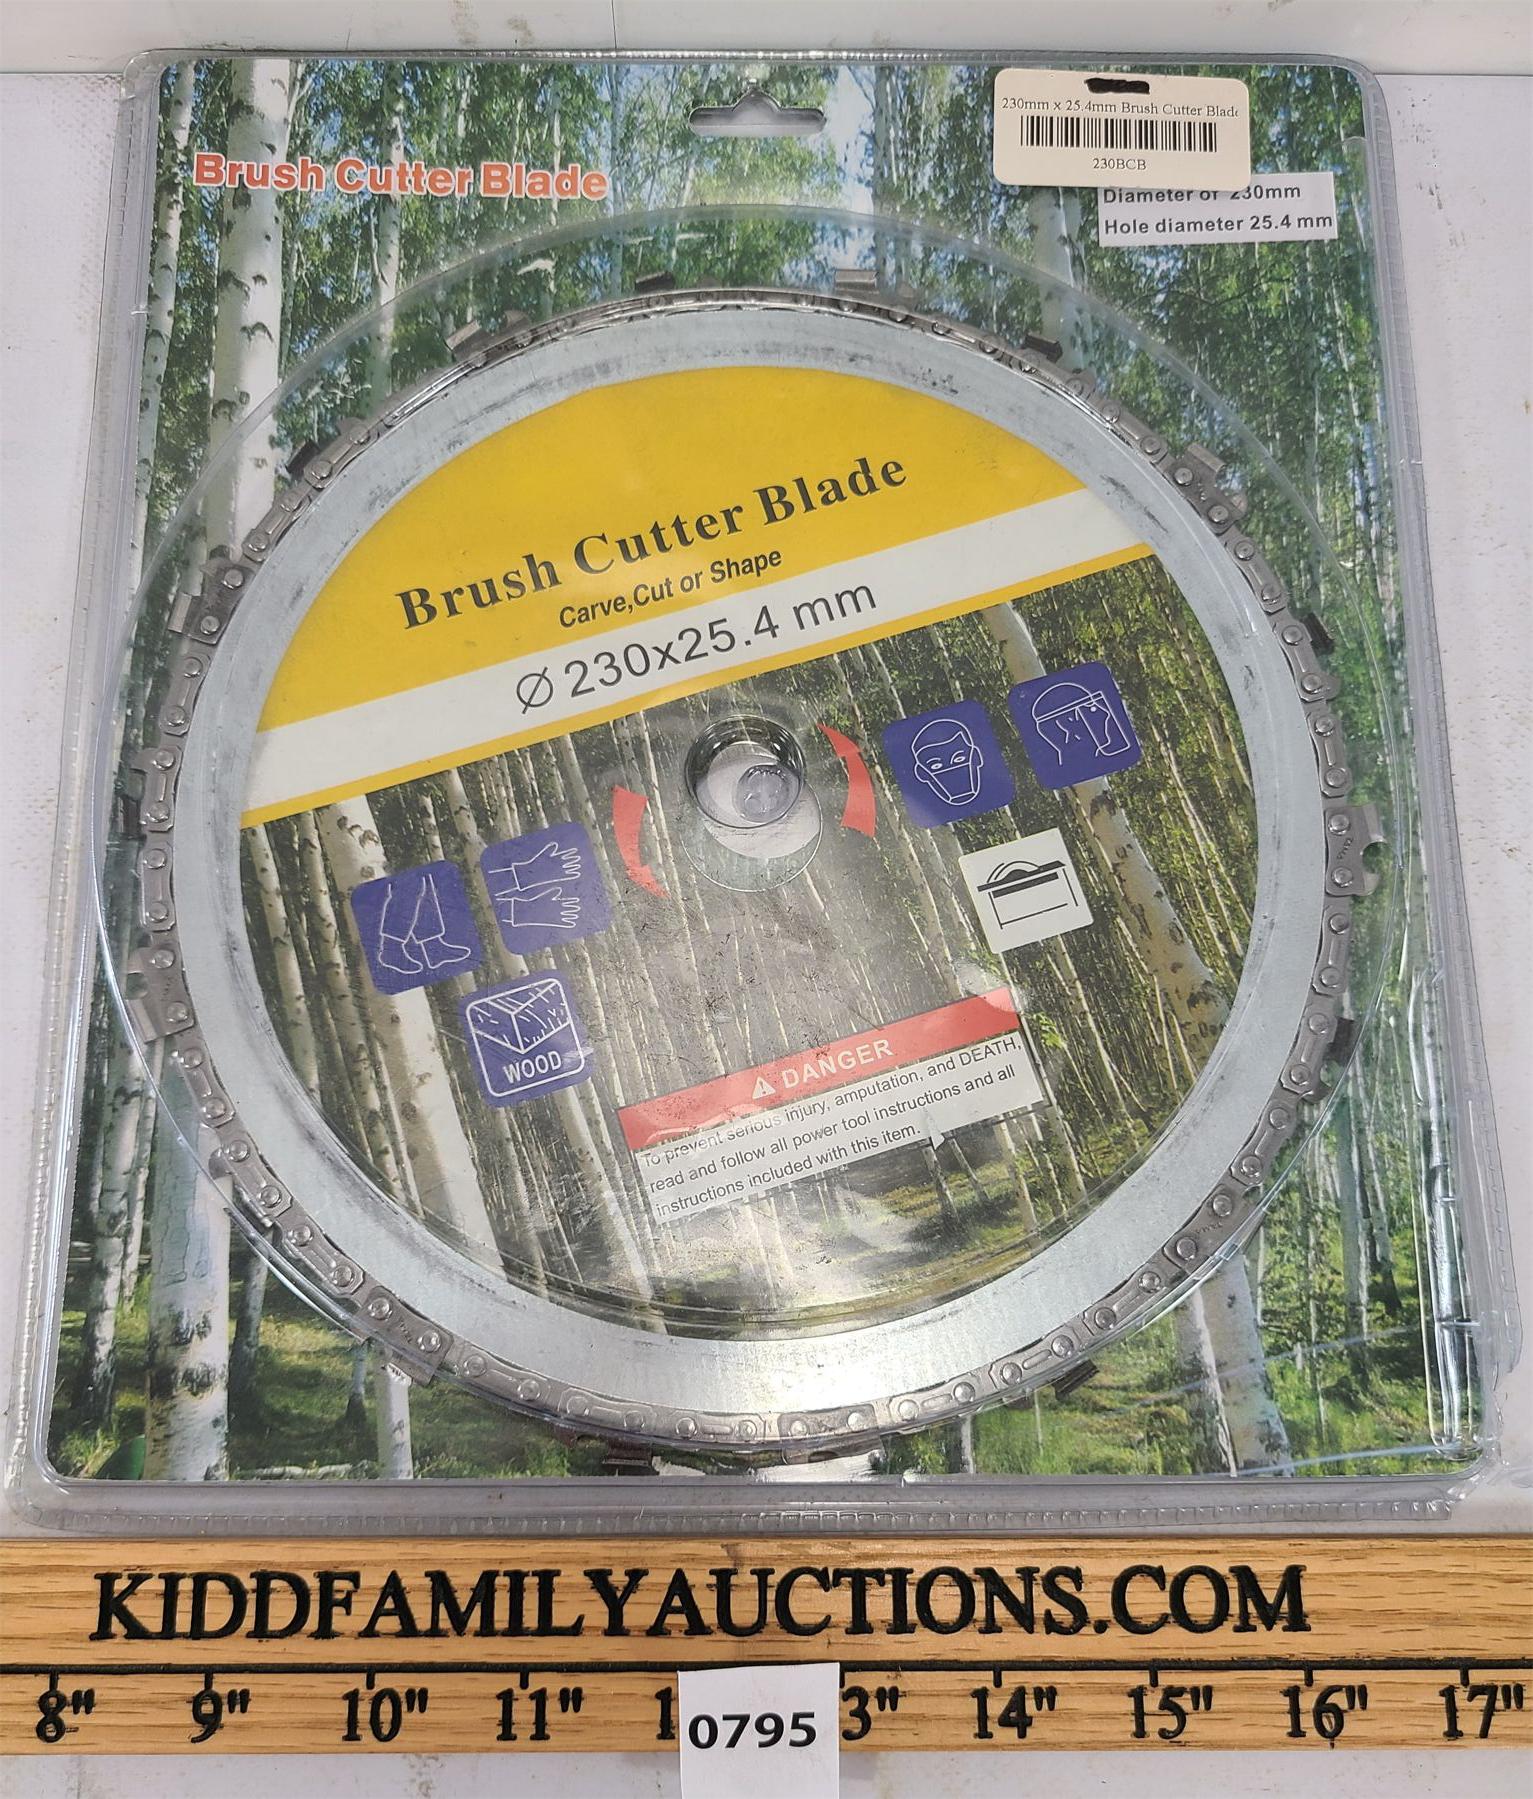 230mm x 25.4mm Brush Cutter Blade
230BCB
Brush Cutter Blade
Diameter of 230mm
Hole diameter 25.4 mm
Brush Cutter Blade
Carve,Cut or Shape
Ø 230x25.4 mm
WOOD
DANGER
To prevent serious injury, amputation, and DEATH,
read and follow all power tool instructions and all
instructions included with this item.
KIDDFAMILYAUCTIONS.COM
8" 9" 10" 11" 1 3" 14" 15" 16" 17"
0795